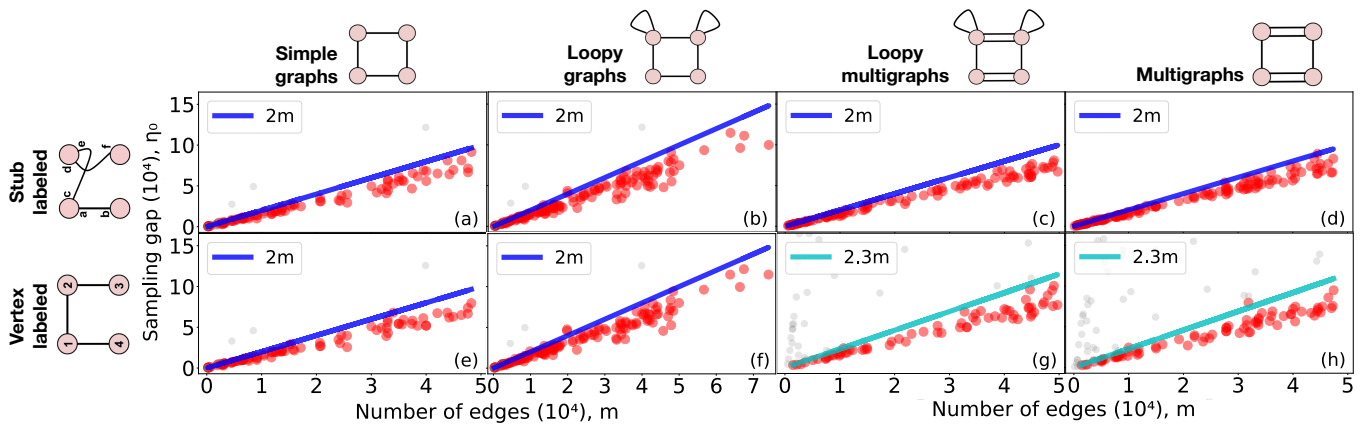 Simple
graphs
Loopy
graphs
Loopy
multigraphs
Multigraphs
Stub
labeled
a
b
c
d
e
f
Vertex
labeled
1
2
3
4
Sampling gap (10⁴), η₀
15
10
5
0
2m
(a)
2m
(b)
2m
(c)
2m
(d)
15
10
5
0
2m
(e)
2m
(f)
2.3m
(g)
2.3m
(h)
0 1 2 3 4 5
0 1 2 3 4 5 6 7
0 1 2 3 4 5
0 1 2 3 4 5
Number of edges (10⁴), m
Number of edges (10⁴), m